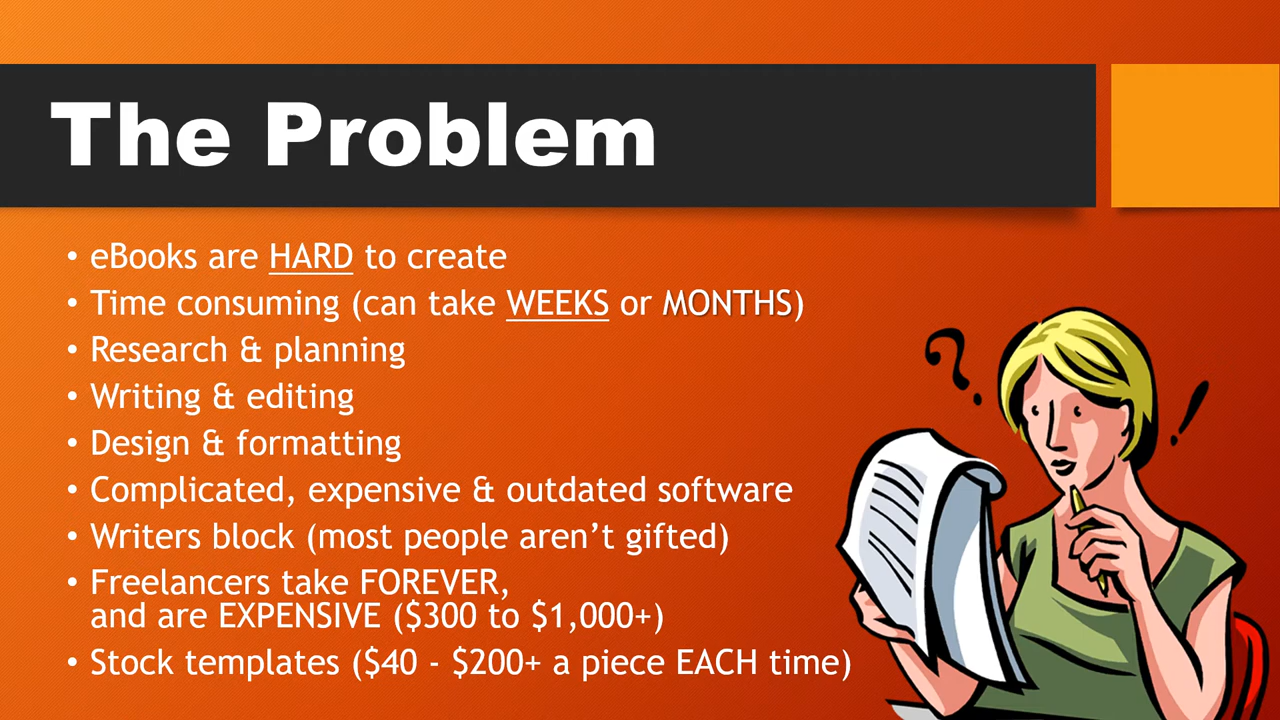 The Problem
• eBooks are HARD to create
• Time consuming (can take WEEKS or MONTHS)
• Research & planning
• Writing & editing
• Design & formatting
• Complicated, expensive & outdated software
• Writers block (most people aren’t gifted)
• Freelancers take FOREVER,
and are EXPENSIVE ($300 to $1,000+)
• Stock templates ($40 - $200+ a piece EACH time)
?
!